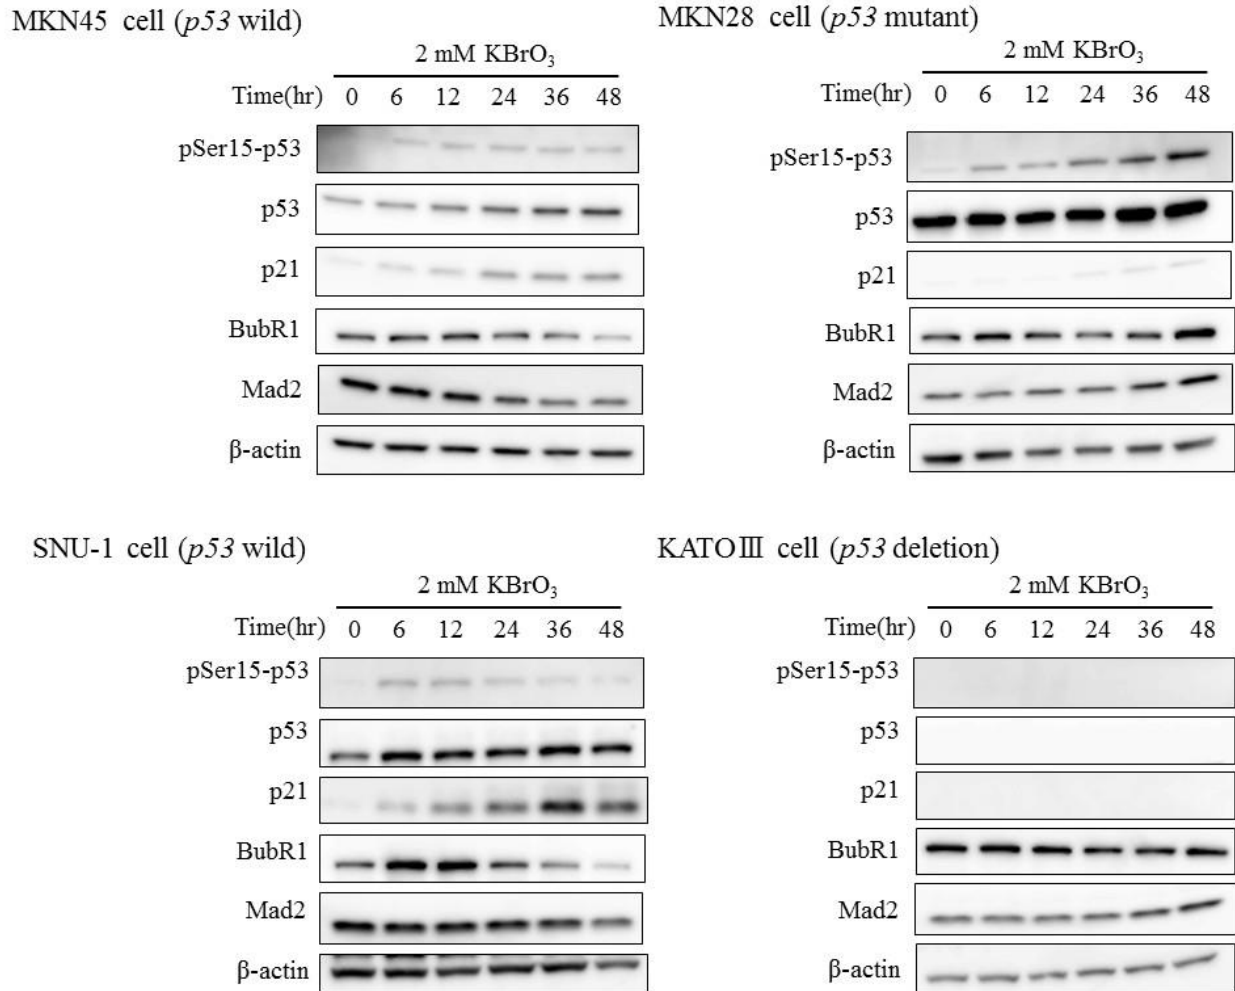 MKN45 cell (p53 wild)
2 mM KBrO₃
Time(hr) 0 6 12 24 36 48
pSer15-p53
p53
p21
BubR1
Mad2
β-actin
MKN28 cell (p53 mutant)
2 mM KBrO₃
Time(hr) 0 6 12 24 36 48
pSer15-p53
p53
p21
BubR1
Mad2
β-actin
SNU-1 cell (p53 wild)
2 mM KBrO₃
Time(hr) 0 6 12 24 36 48
pSer15-p53
p53
p21
BubR1
Mad2
β-actin
KATOⅢ cell (p53 deletion)
2 mM KBrO₃
Time(hr) 0 6 12 24 36 48
pSer15-p53
p53
p21
BubR1
Mad2
β-actin